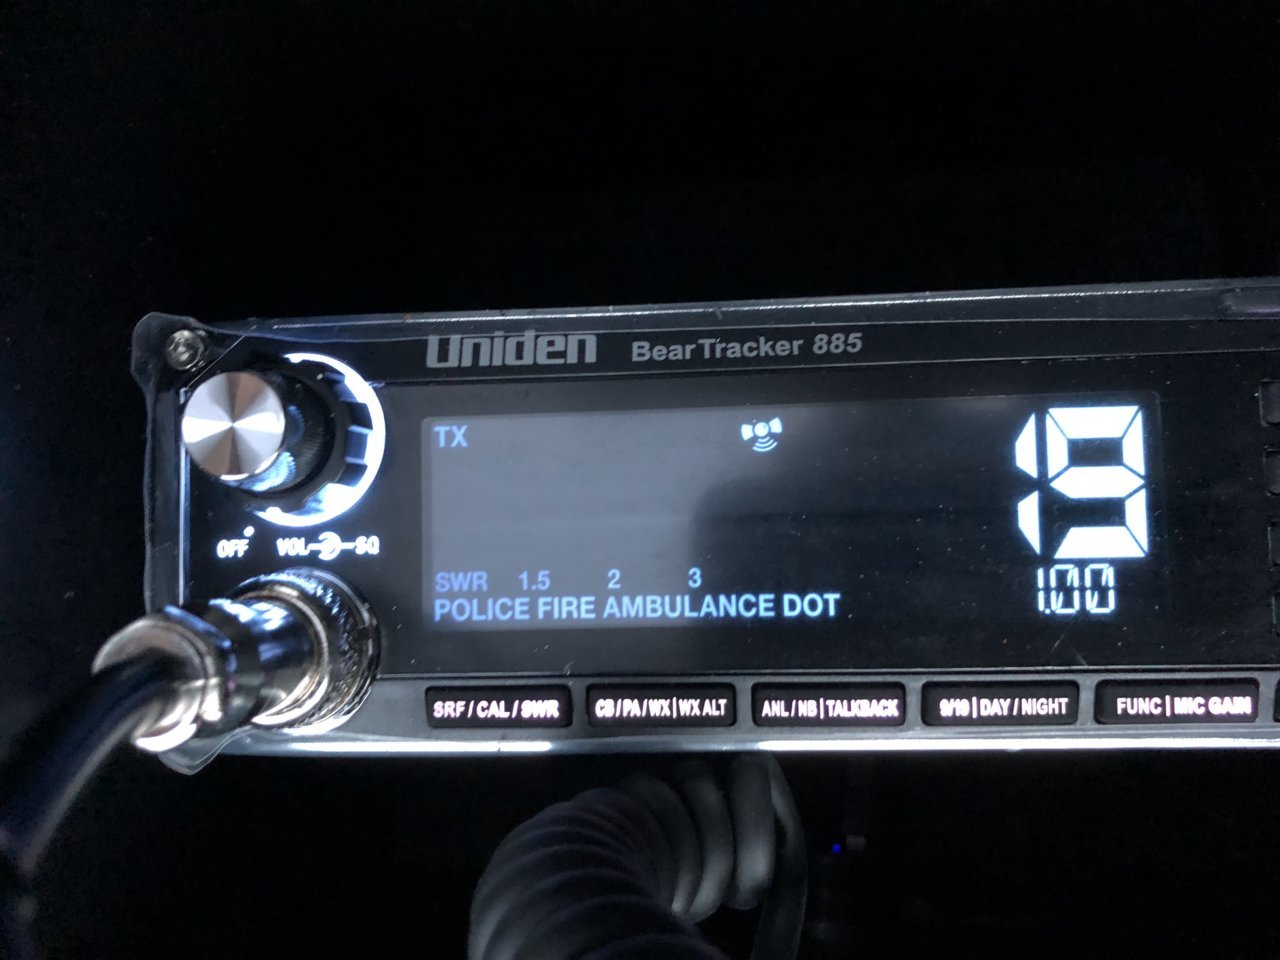 Uniden BearTracker 885
TX
19
SWR 1.5 2 3
1.00
POLICE FIRE AMBULANCE DOT
OFF VOL SQ
SRF / CAL / SWR
CB / PA / WX | WX ALT
ANL / NB | TALKBACK
9/19 | DAY / NIGHT
FUNC | MIC GAIN